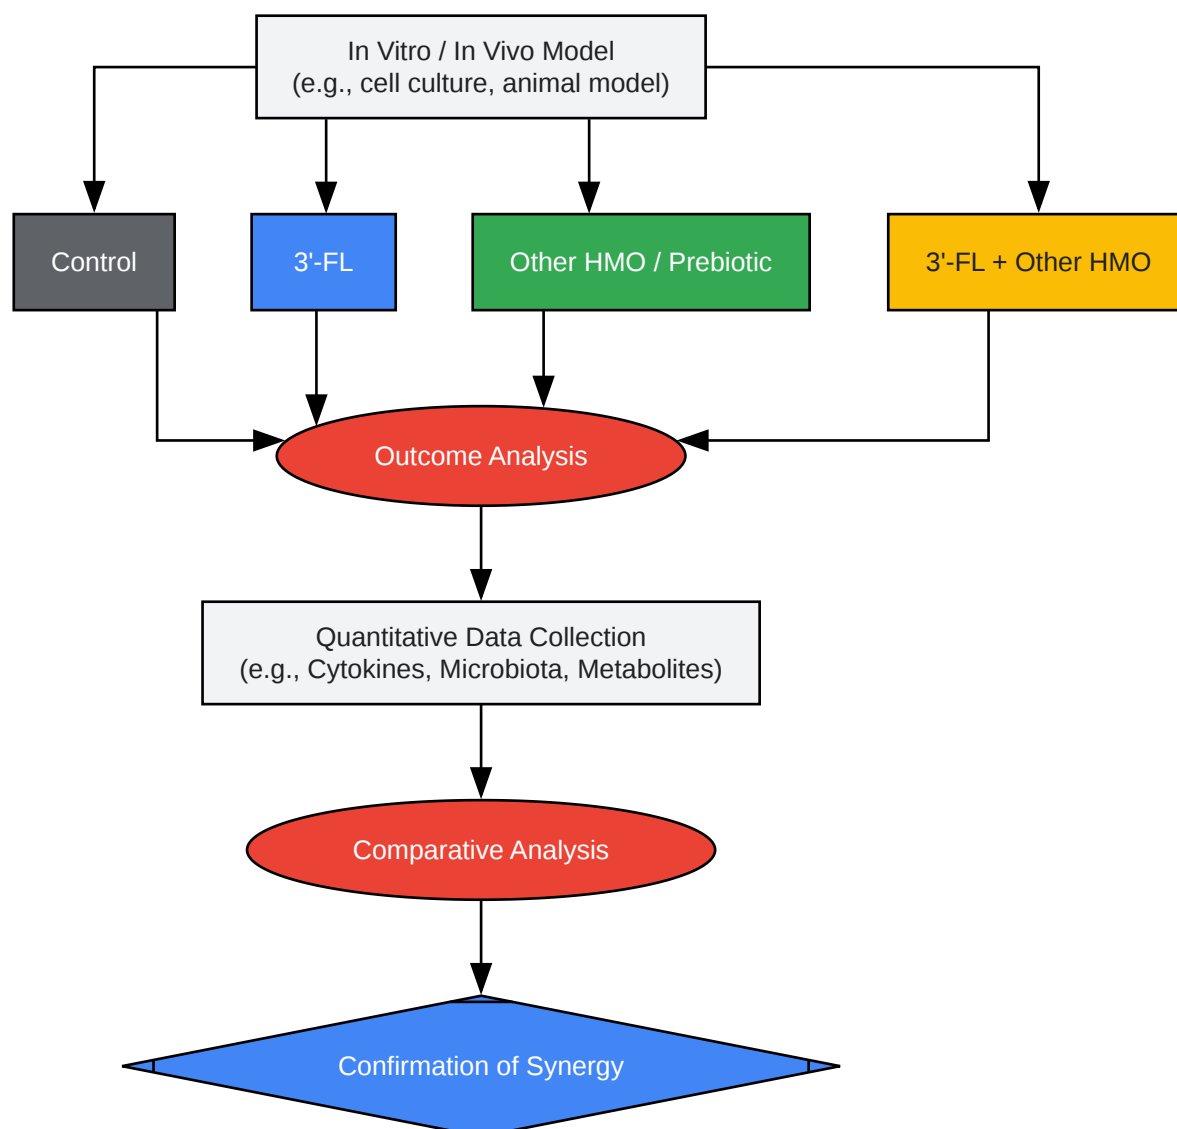 In Vitro / In Vivo Model
(e.g., cell culture, animal model)
Control
3'-FL
Other HMO / Prebiotic
3'-FL + Other HMO
Outcome Analysis
Quantitative Data Collection
(e.g., Cytokines, Microbiota, Metabolites)
Comparative Analysis
Confirmation of Synergy